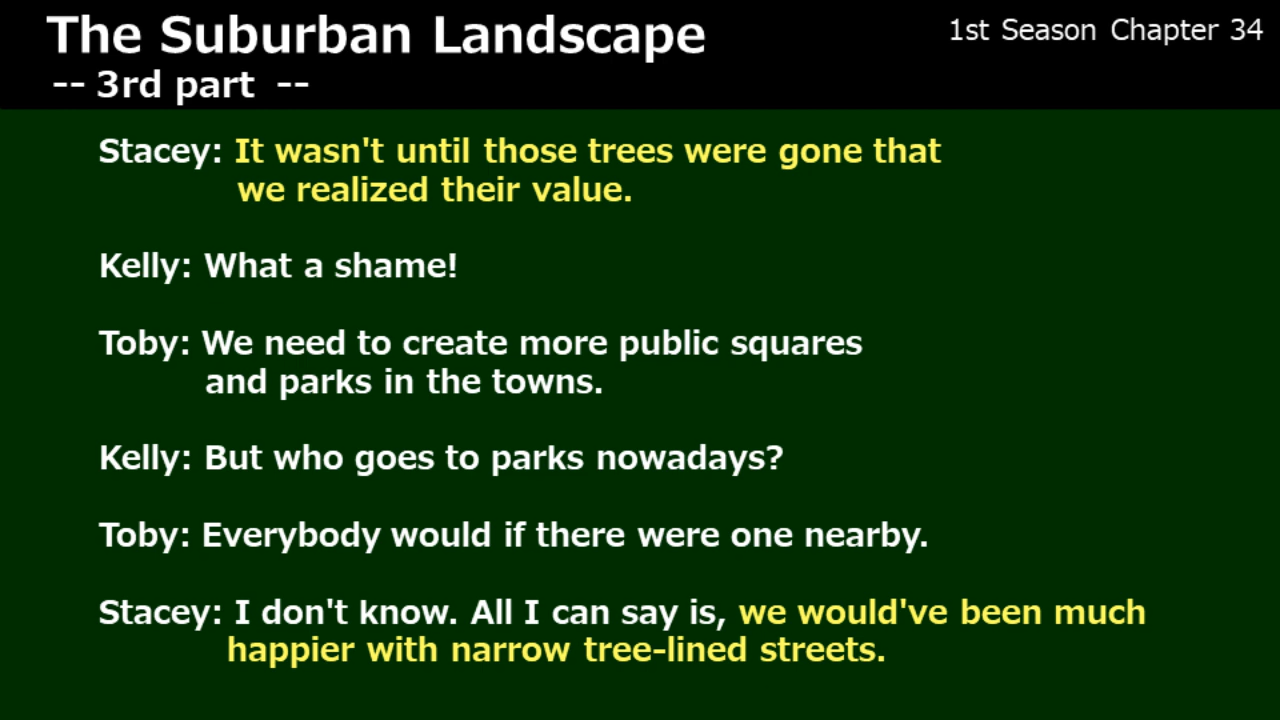 The Suburban Landscape
1st Season Chapter 34
-- 3rd part --
Stacey: It wasn't until those trees were gone that
we realized their value.
Kelly: What a shame!
Toby: We need to create more public squares
and parks in the towns.
Kelly: But who goes to parks nowadays?
Toby: Everybody would if there were one nearby.
Stacey: I don't know. All I can say is, we would've been much
happier with narrow tree-lined streets.